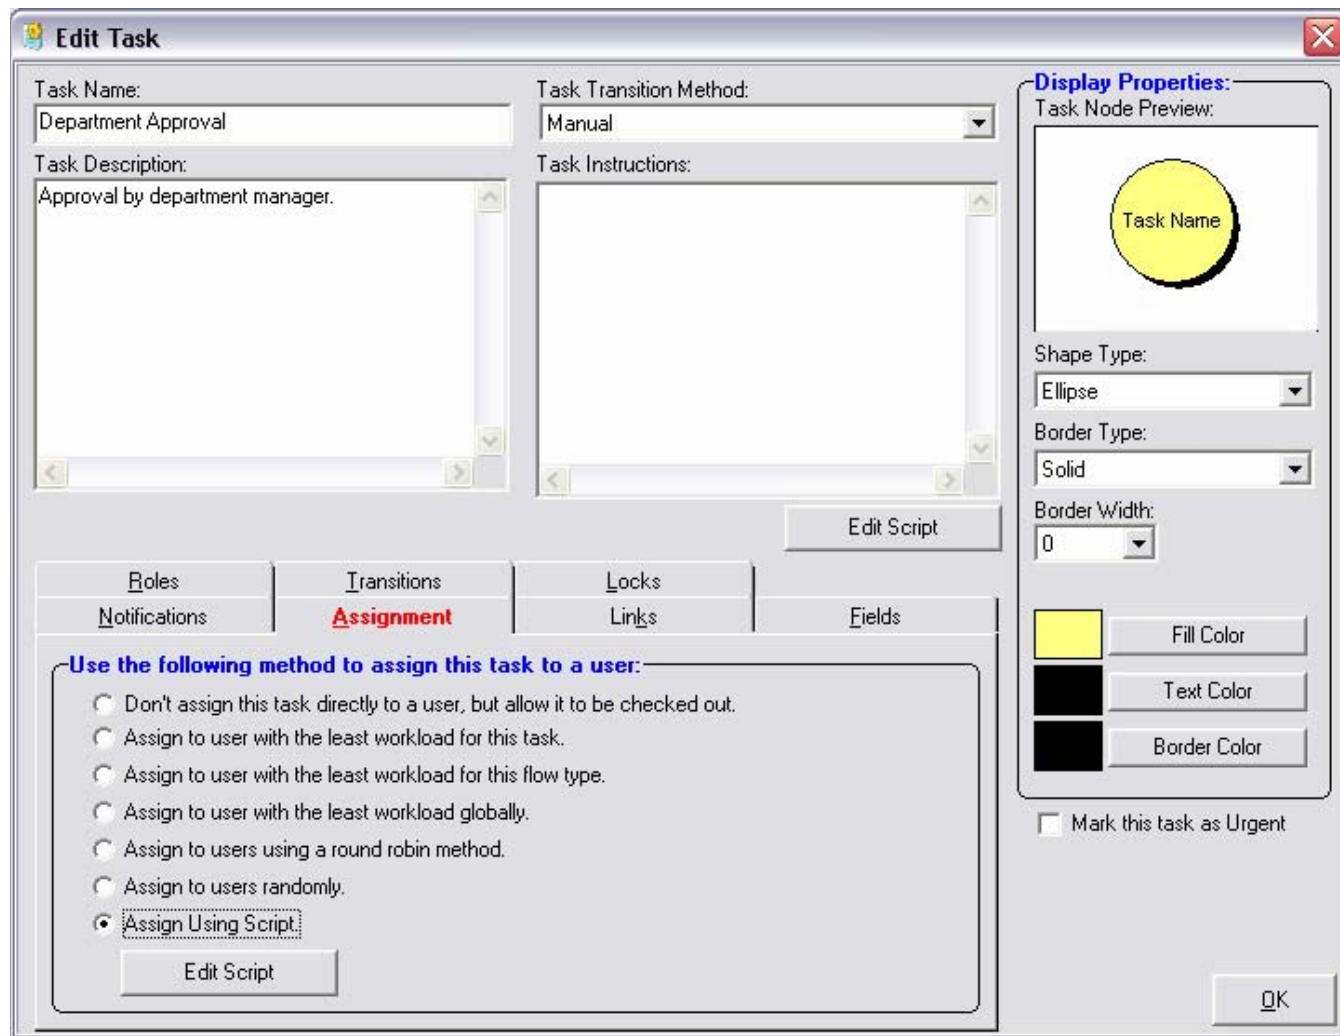 Edit Task
Task Name:
Department Approval
Task Transition Method:
Manual
Task Description:
Approval by department manager.
Task Instructions:
Edit Script
Display Properties:
Task Node Preview:
Task Name
Shape Type:
Ellipse
Border Type:
Solid
Border Width:
0
Fill Color
Text Color
Border Color
Mark this task as Urgent
Roles
Transitions
Locks
Notifications
Assignment
Links
Fields
Use the following method to assign this task to a user:
Don't assign this task directly to a user, but allow it to be checked out.
Assign to user with the least workload for this task.
Assign to user with the least workload for this flow type.
Assign to user with the least workload globally.
Assign to users using a round robin method.
Assign to users randomly.
Assign Using Script.
Edit Script
OK